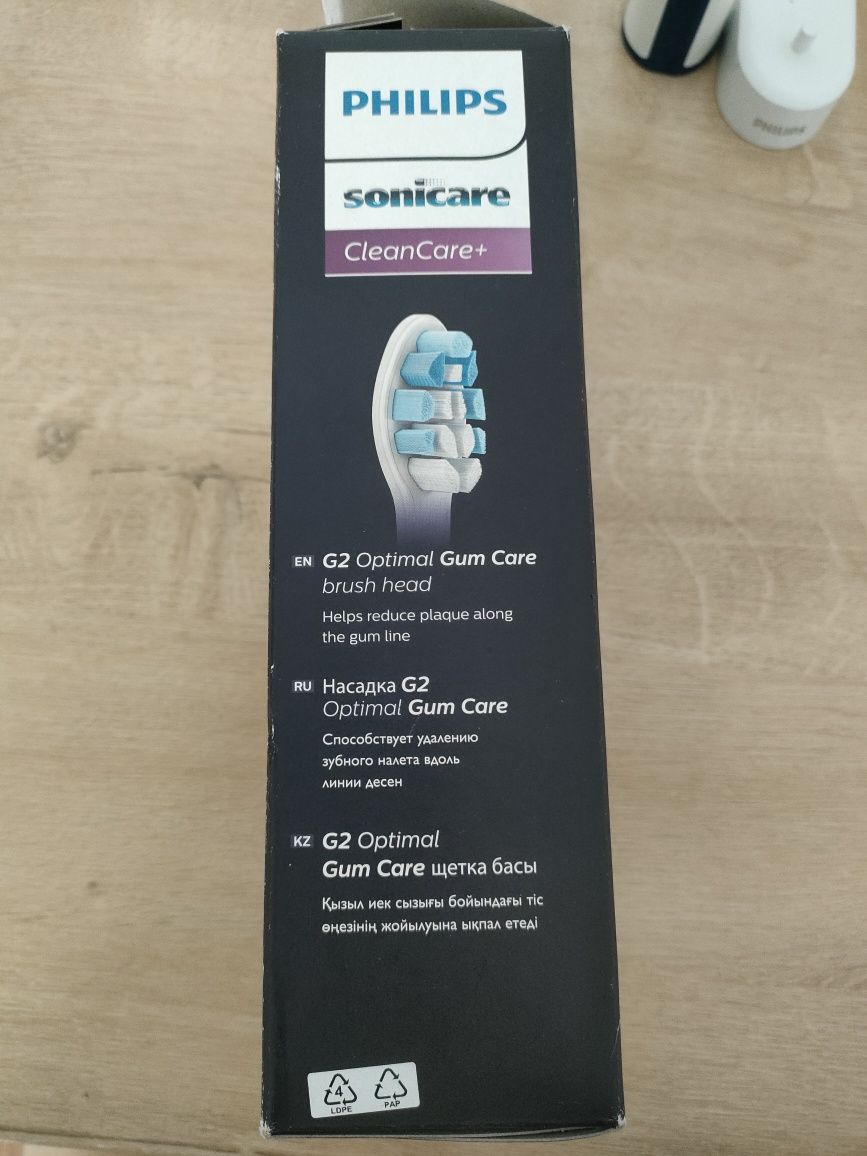 PHILIPS
sonicare
CleanCare+
PHILIPS
EN G2 Optimal Gum Care
brush head
Helps reduce plaque along
the gum line
RU Насадка G2
Optimal Gum Care
Способствует удалению
зубного налета вдоль
линии десен
KZ G2 Optimal
Gum Care щетка басы
Қызыл иек сызығы бойындағы тіс
өңезінің жойылуына ықпал етеді
4
LDPE
PAP